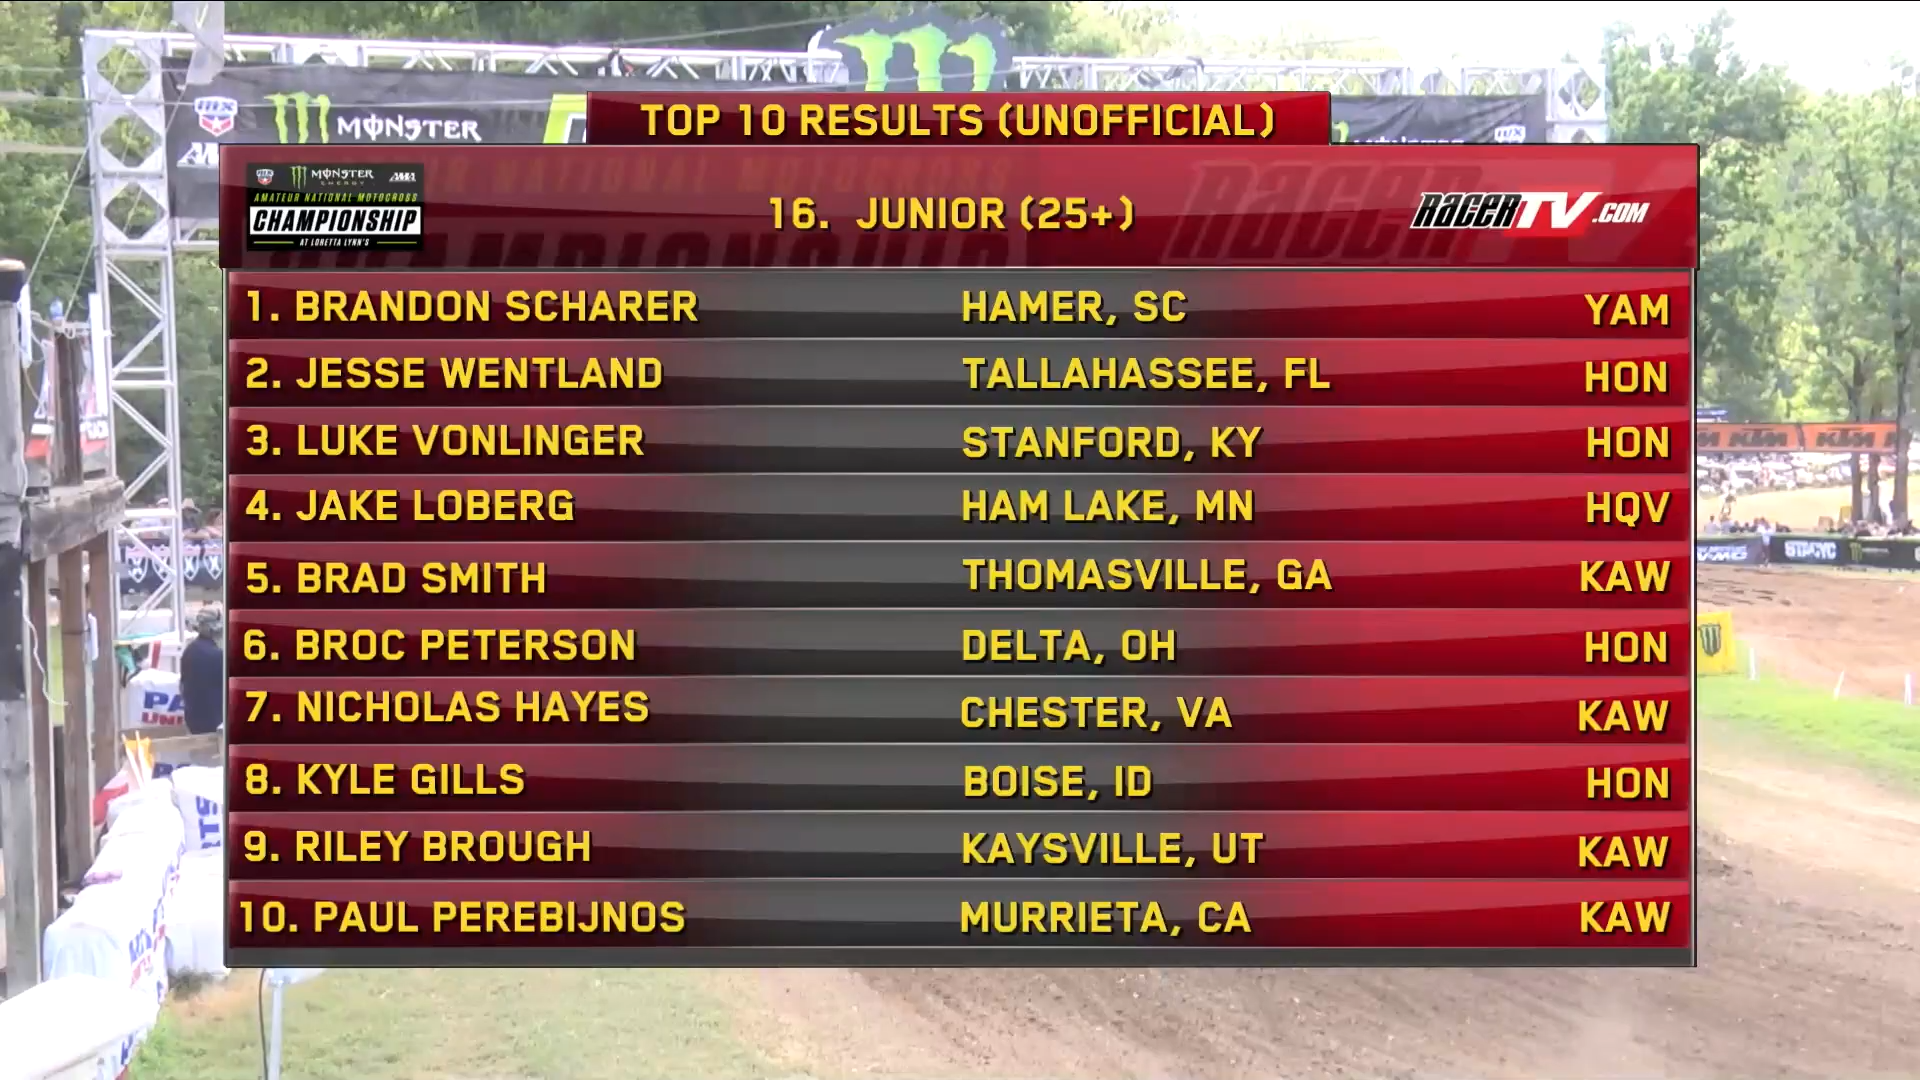 TOP 10 RESULTS (UNOFFICIAL)
MONSTER
MONSTER
ENERGY
AMATEUR NATIONAL MOTOCROSS
CHAMPIONSHIP
AT LORETTA LYNN'S
16. JUNIOR (25+)
RACERTV.COM
1. BRANDON SCHARER HAMER, SC YAM
2. JESSE WENTLAND TALLAHASSEE, FL HON
3. LUKE VONLINGER STANFORD, KY HON
4. JAKE LOBERG HAM LAKE, MN HQV
5. BRAD SMITH THOMASVILLE, GA KAW
6. BROC PETERSON DELTA, OH HON
7. NICHOLAS HAYES CHESTER, VA KAW
8. KYLE GILLS BOISE, ID HON
9. RILEY BROUGH KAYSVILLE, UT KAW
10. PAUL PEREBIJNOS MURRIETA, CA KAW
KTM KTM
STACYC